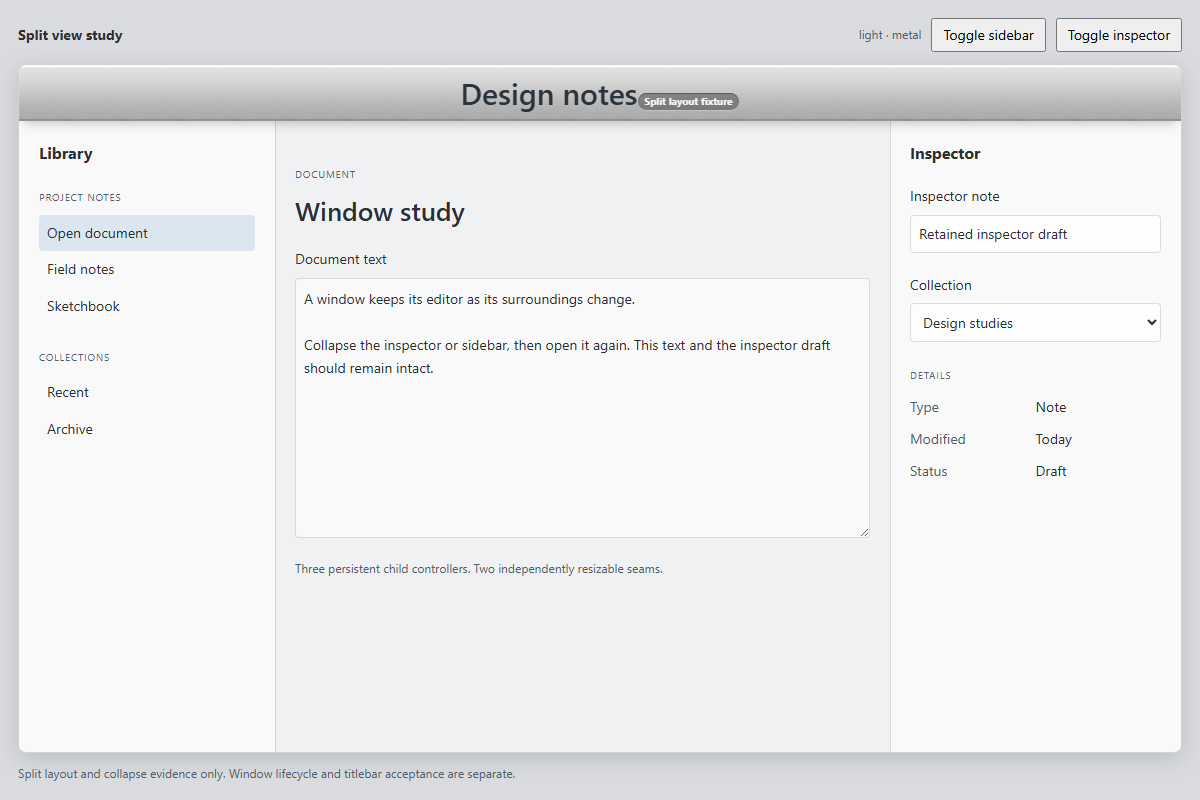 Split view study
light · metal
Toggle sidebar
Toggle inspector
Design notes
Split layout fixture
Library
PROJECT NOTES
Open document
Field notes
Sketchbook
COLLECTIONS
Recent
Archive
DOCUMENT
Window study
Document text
A window keeps its editor as its surroundings change.
Collapse the inspector or sidebar, then open it again. This text and the inspector draft
should remain intact.
Three persistent child controllers. Two independently resizable seams.
Inspector
Inspector note
Retained inspector draft
Collection
Design studies
DETAILS
Type Note
Modified Today
Status Draft
Split layout and collapse evidence only. Window lifecycle and titlebar acceptance are separate.